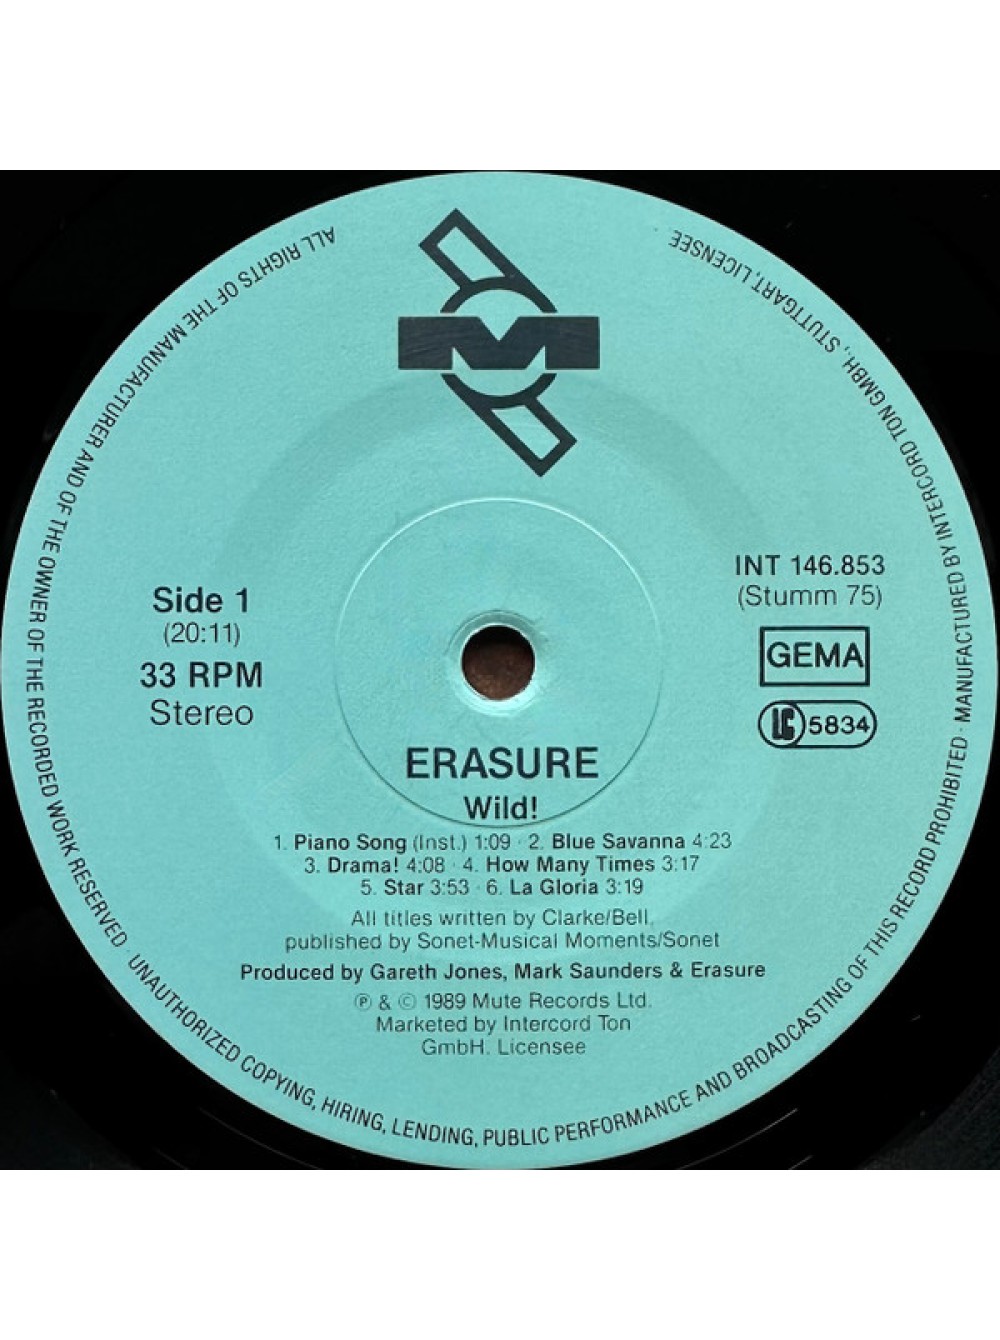 M
INT 146.853
(Stumm 75)
GEMA
LC 5834
Side 1
(20:11)
33 RPM
Stereo
ERASURE
Wild!
1. Piano Song (Inst.) 1:09 · 2. Blue Savanna 4:23
3. Drama! 4:08 · 4. How Many Times 3:17
5. Star 3:53 · 6. La Gloria 3:19
All titles written by Clarke/Bell,
published by Sonet-Musical Moments/Sonet
Produced by Gareth Jones, Mark Saunders & Erasure
℗ & © 1989 Mute Records Ltd.
Marketed by Intercord Ton
GmbH. Licensee
ALL RIGHTS OF THE MANUFACTURER AND OF THE OWNER OF THE RECORDED WORK RESERVED · UNAUTHORIZED COPYING, HIRING, LENDING, PUBLIC PERFORMANCE AND BROADCASTING OF THIS RECORD PROHIBITED · MANUFACTURED BY INTERCORD TON GMBH., STUTTGART, LICENSEE